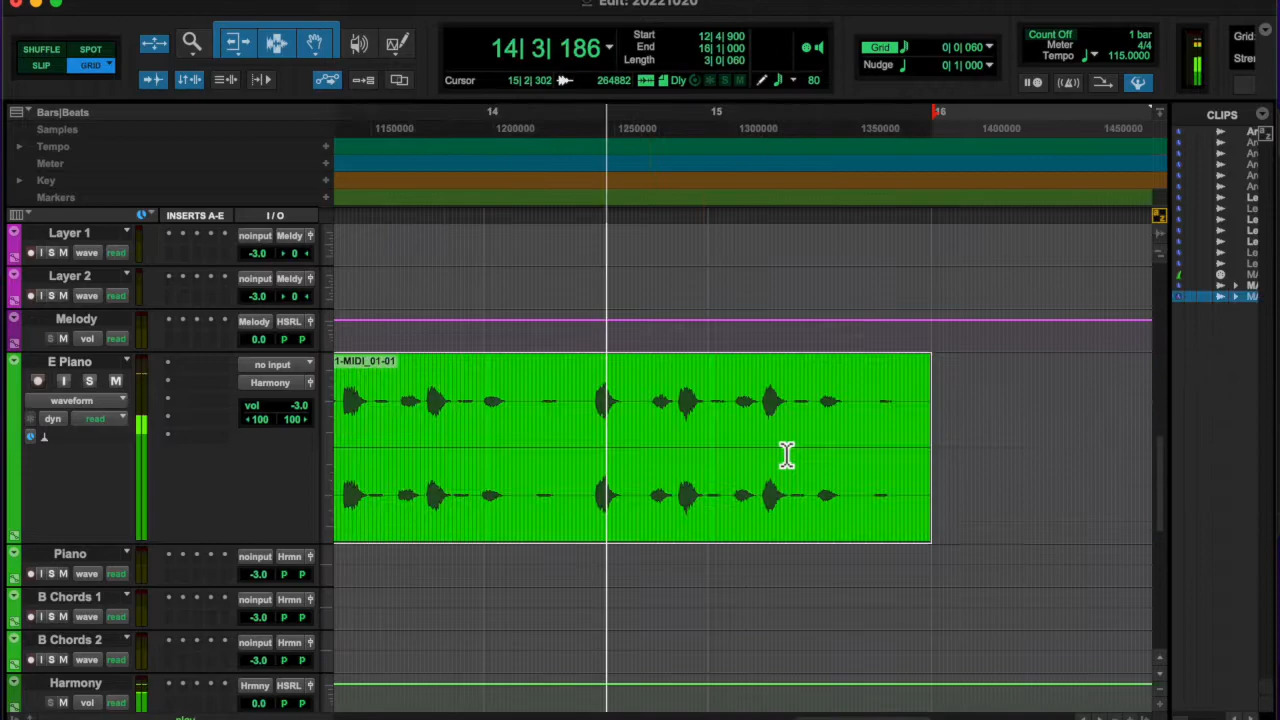 Edit: 20221020
SHUFFLE SPOT
SLIP GRID
14| 3| 186
Start 12| 4| 900
End 16| 1| 000
Length 3| 0| 060
Cursor 15| 2| 302 264882 Dly S M 80
Grid 0| 0| 060
Nudge 0| 1| 000
Count Off 1 bar
Meter 4/4
Tempo 115.0000
Grid:
Bars|Beats 14 15 16
Samples 1150000 1200000 1250000 1300000 1350000 1400000 1450000
Tempo
Meter
Key
Markers
INSERTS A-E I / O
CLIPS
Layer 1 noinput Meldy
I S M wave read -3.0 0
Layer 2 noinput Meldy
I S M wave read -3.0 0
Melody Melody HSRL
S M vol read 0.0 P P
E Piano no input
I S M Harmony
waveform vol -3.0
dyn read 100 100
1-MIDI_01-01
Piano noinput Hrmn
I S M wave read -3.0 P P
B Chords 1 noinput Hrmn
I S M wave read -3.0 P P
B Chords 2 noinput Hrmn
I S M wave read -3.0 P P
Harmony Hrmny HSRL
S M vol read 0.0 P P
play